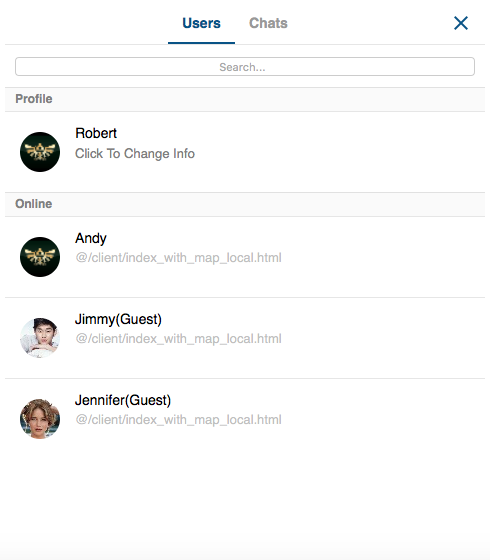 Users Chats
Search...
Profile
Robert
Click To Change Info
Online
Andy
@/client/index_with_map_local.html
Jimmy(Guest)
@/client/index_with_map_local.html
Jennifer(Guest)
@/client/index_with_map_local.html